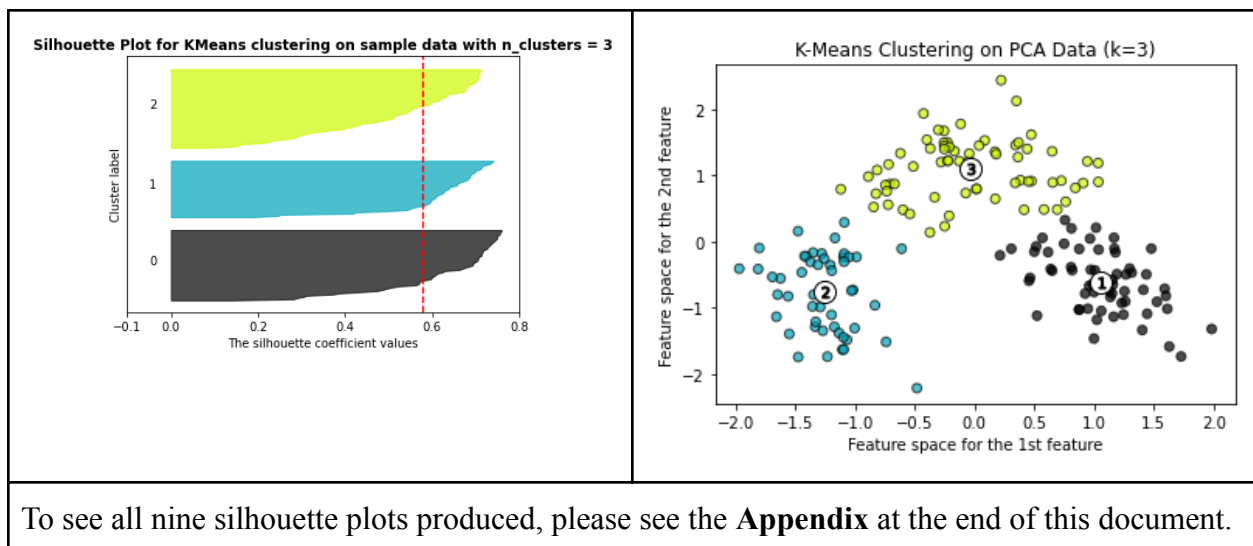 Silhouette Plot for KMeans clustering on sample data with n_clusters = 3
2
1
0
Cluster label
−0.1 0.0 0.2 0.4 0.6 0.8
The silhouette coefficient values
K-Means Clustering on PCA Data (k=3)
2
1
0
−1
−2
Feature space for the 2nd feature
3
2
1
−2.0 −1.5 −1.0 −0.5 0.0 0.5 1.0 1.5 2.0
Feature space for the 1st feature
To see all nine silhouette plots produced, please see the Appendix at the end of this document.